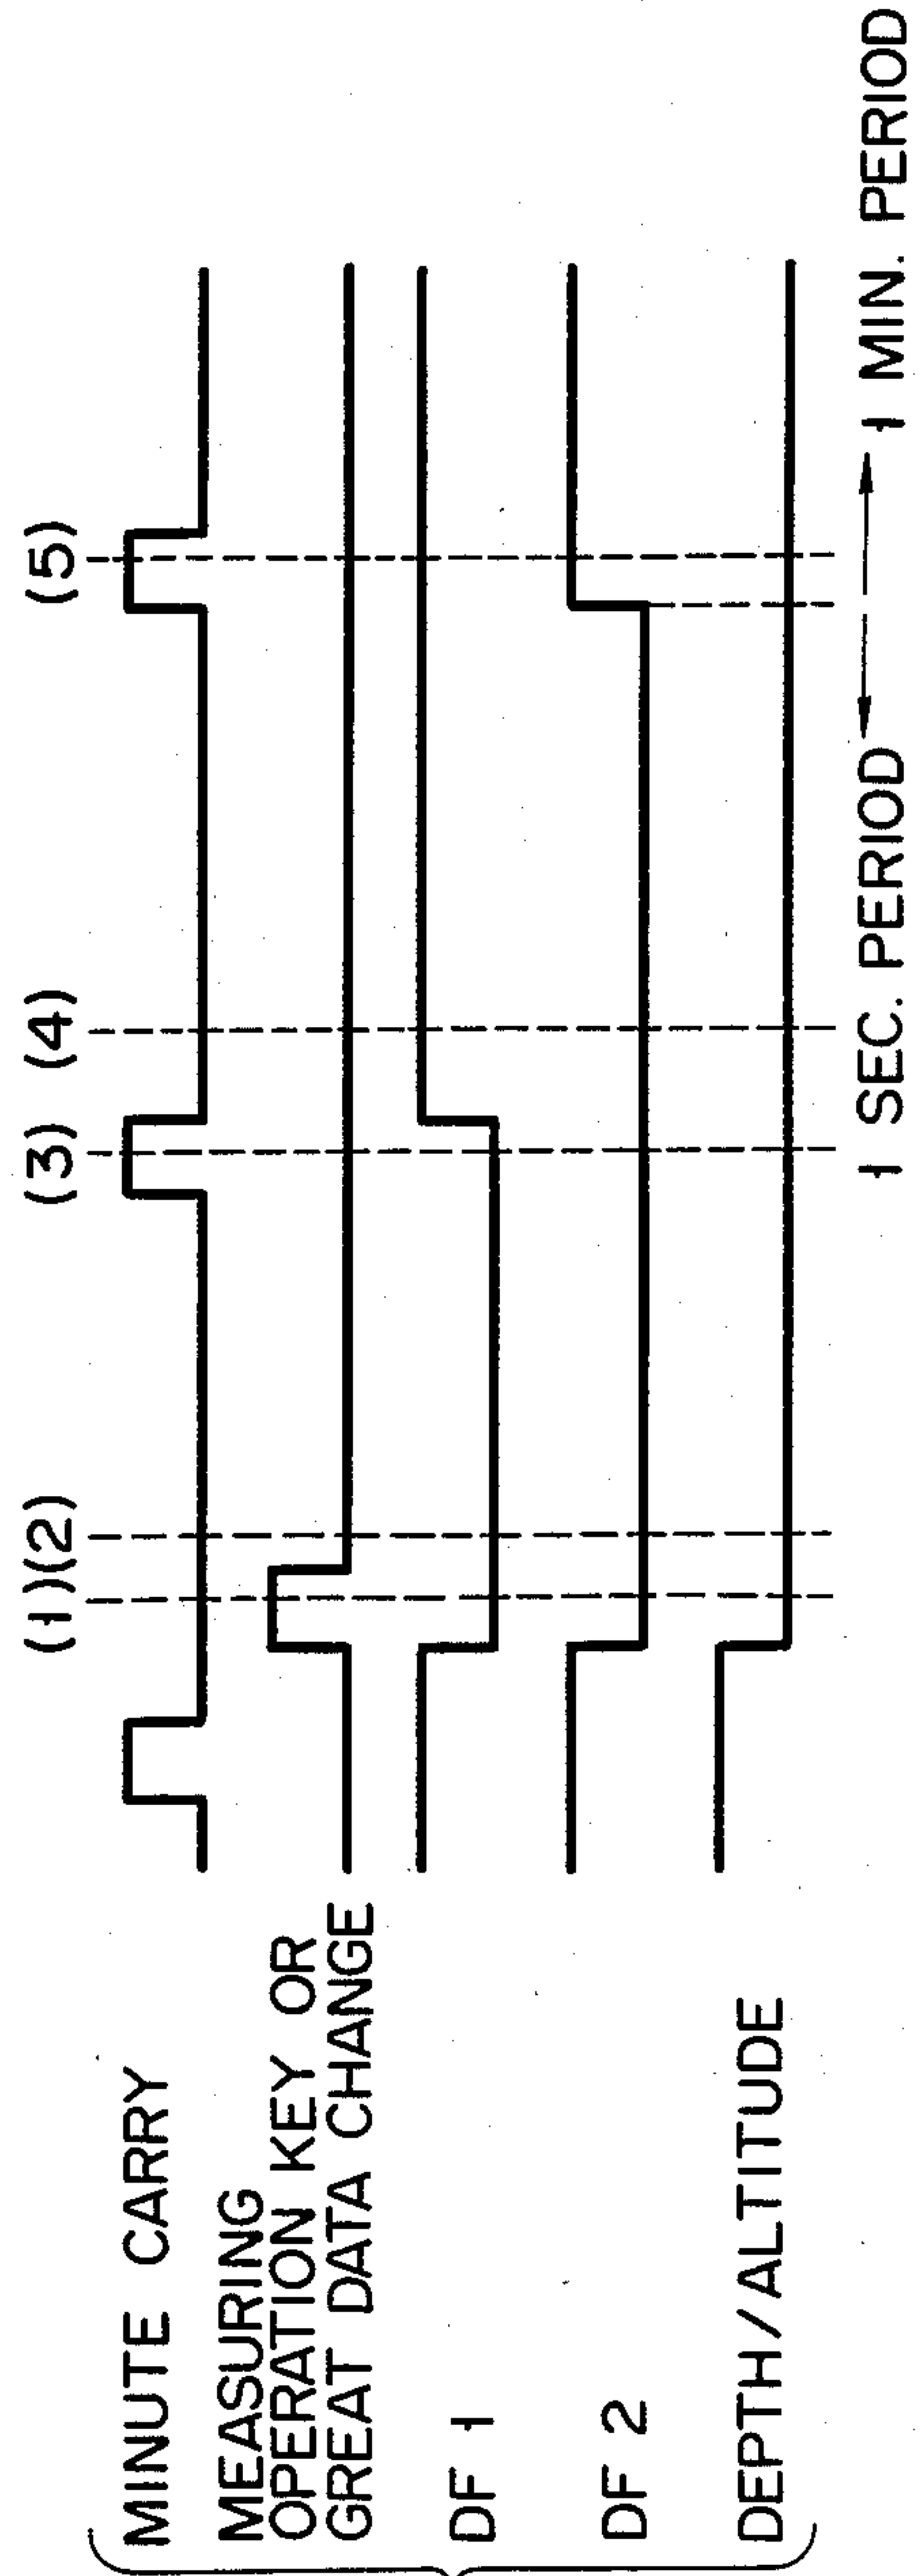 (1)(2)
(3)
(4)
(5)
MINUTE CARRY
MEASURING
OPERATION KEY OR
GREAT DATA CHANGE
DF 1
DF 2
DEPTH/ALTITUDE
1 SEC. PERIOD
1 MIN. PERIOD